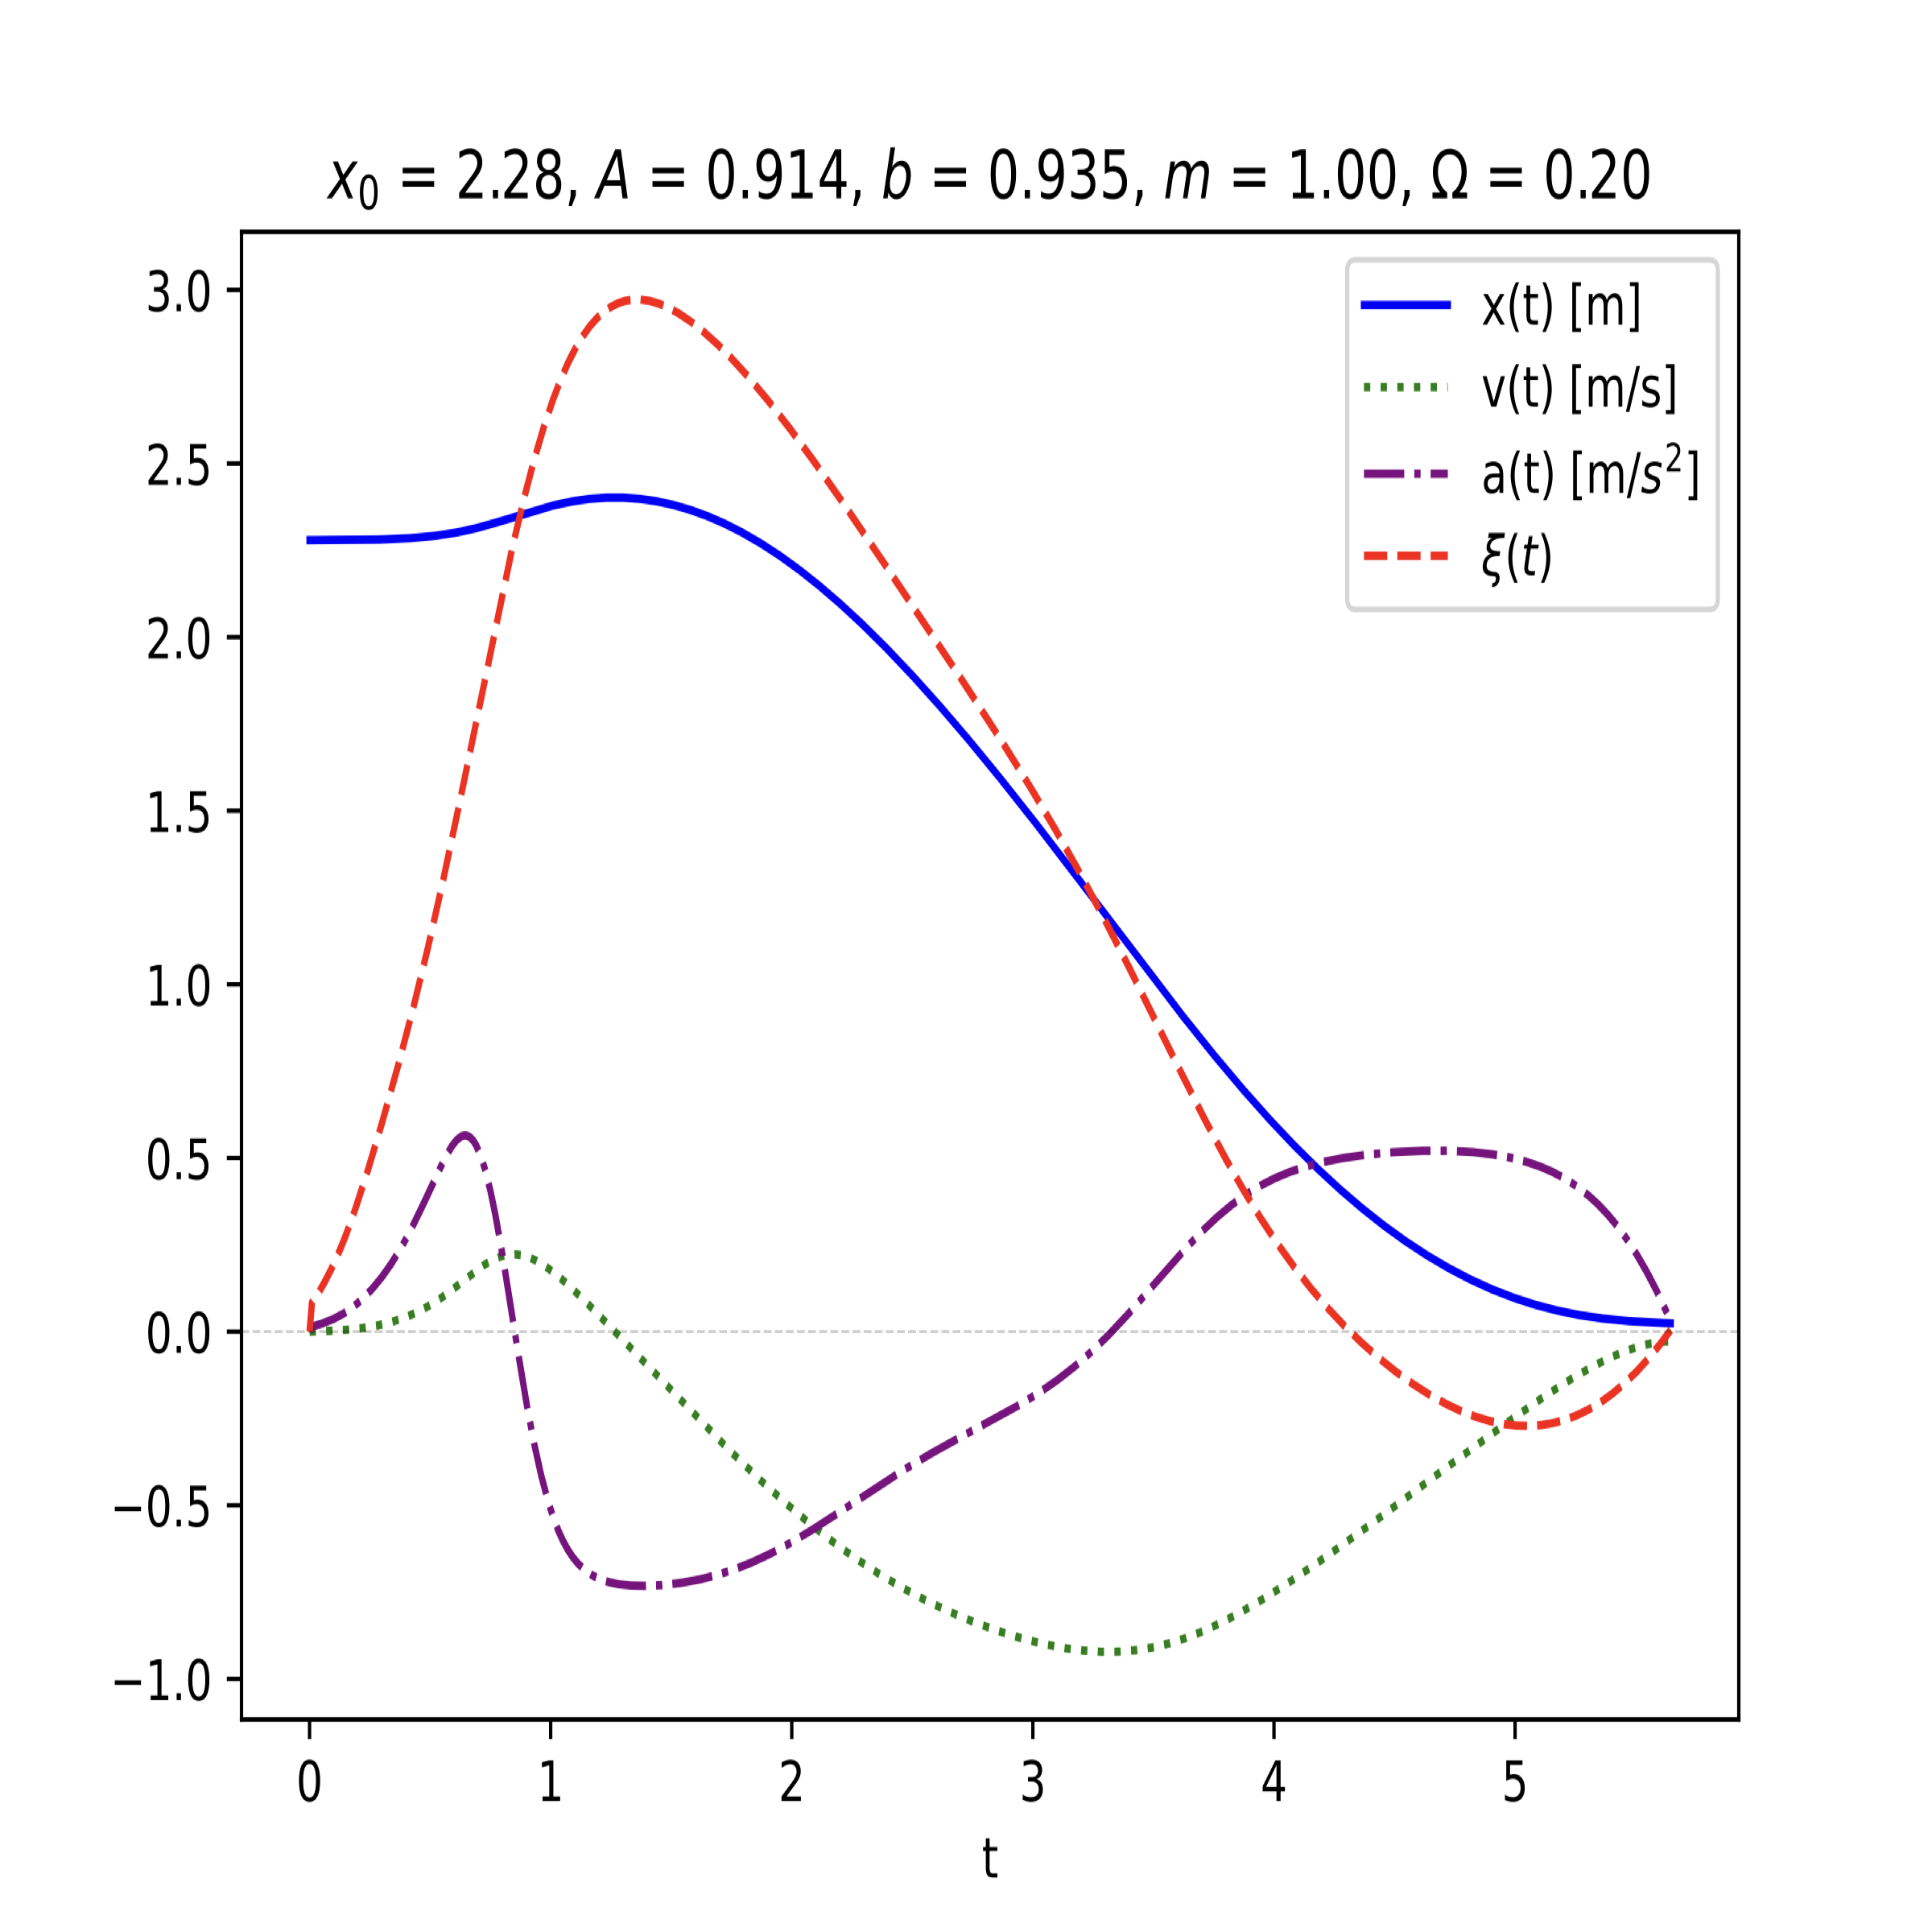 x₀ = 2.28, A = 0.914, b = 0.935, m = 1.00, Ω = 0.20
x(t) [m]
v(t) [m/s]
a(t) [m/s²]
ξ(t)
3.0
2.5
2.0
1.5
1.0
0.5
0.0
−0.5
−1.0
0 1 2 3 4 5
t